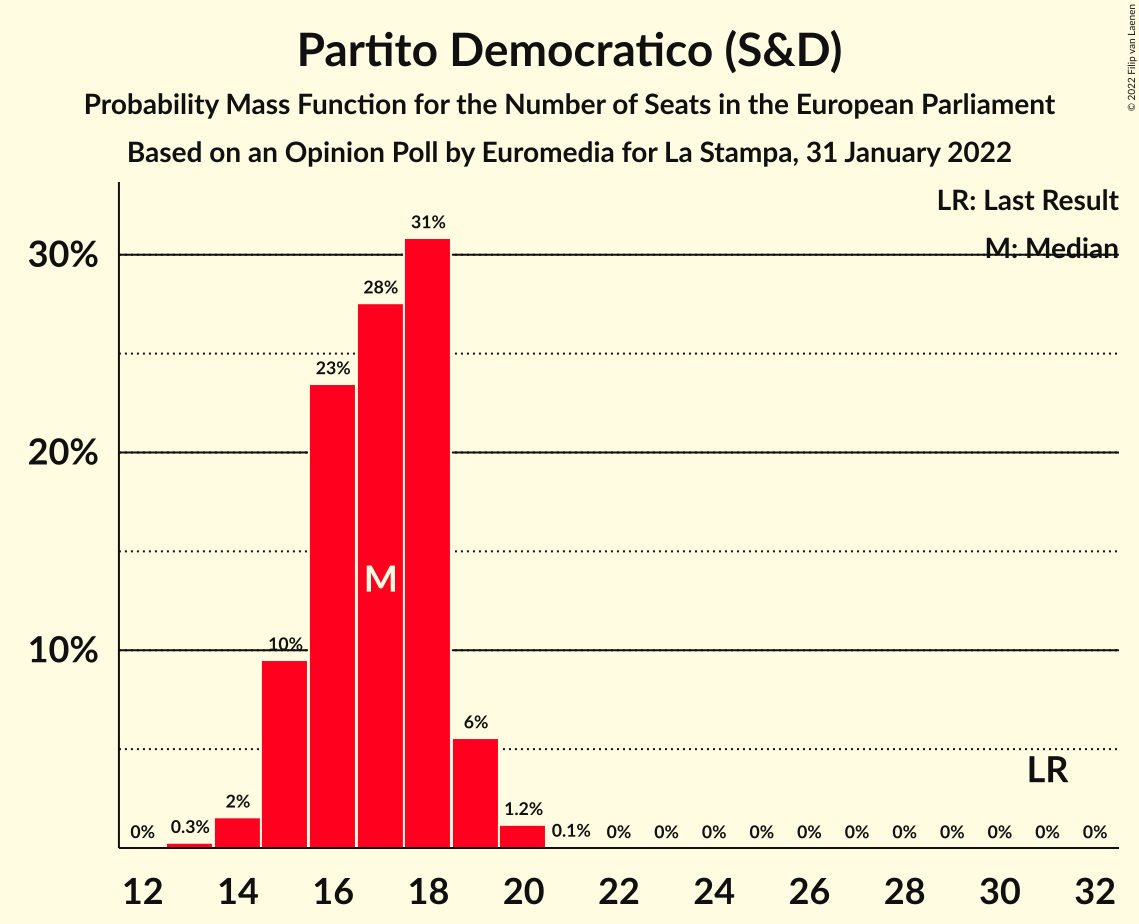 Partito Democratico (S&D)
Probability Mass Function for the Number of Seats in the European Parliament
Based on an Opinion Poll by Euromedia for La Stampa, 31 January 2022
© 2022 Filip van Laenen
LR: Last Result
M: Median
30%
20%
10%
0%
0.3%
2%
10%
23%
28%
31%
6%
1.2%
0.1%
0%
0%
0%
0%
0%
0%
0%
0%
0%
0%
0%
M
LR
12 14 16 18 20 22 24 26 28 30 32